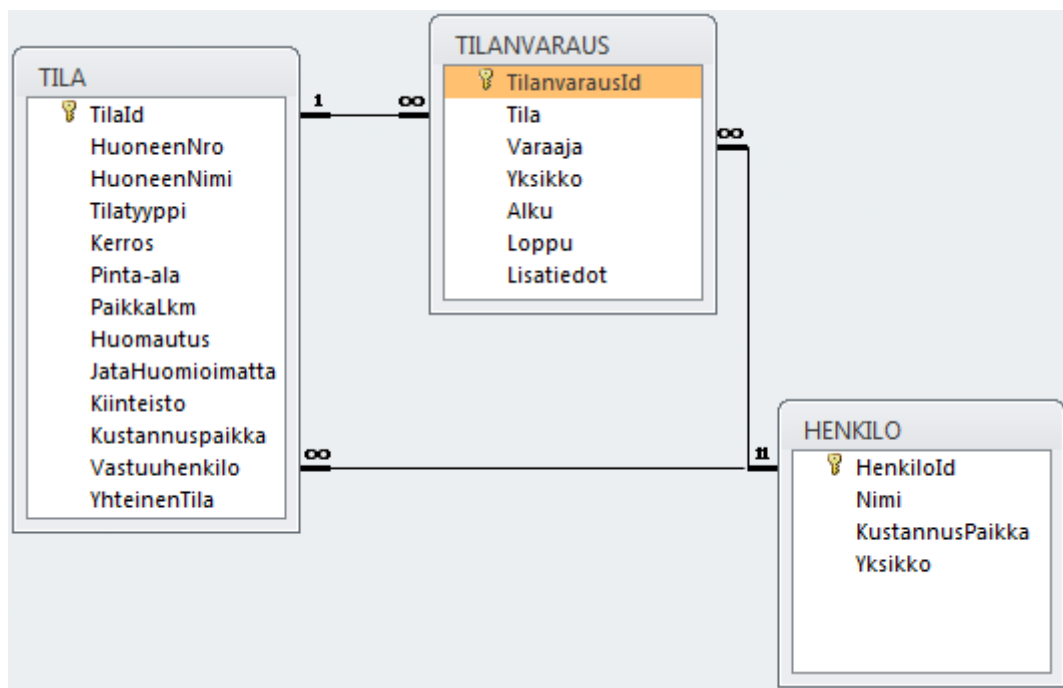 TILA
TilaId
HuoneenNro
HuoneenNimi
Tilatyyppi
Kerros
Pinta-ala
PaikkaLkm
Huomautus
JataHuomioimatta
Kiinteisto
Kustannuspaikka
Vastuuhenkilo
YhteinenTila
1
∞
TILANVARAUS
TilanvarausId
Tila
Varaaja
Yksikko
Alku
Loppu
Lisatiedot
∞
∞
11
HENKILO
HenkiloId
Nimi
KustannusPaikka
Yksikko